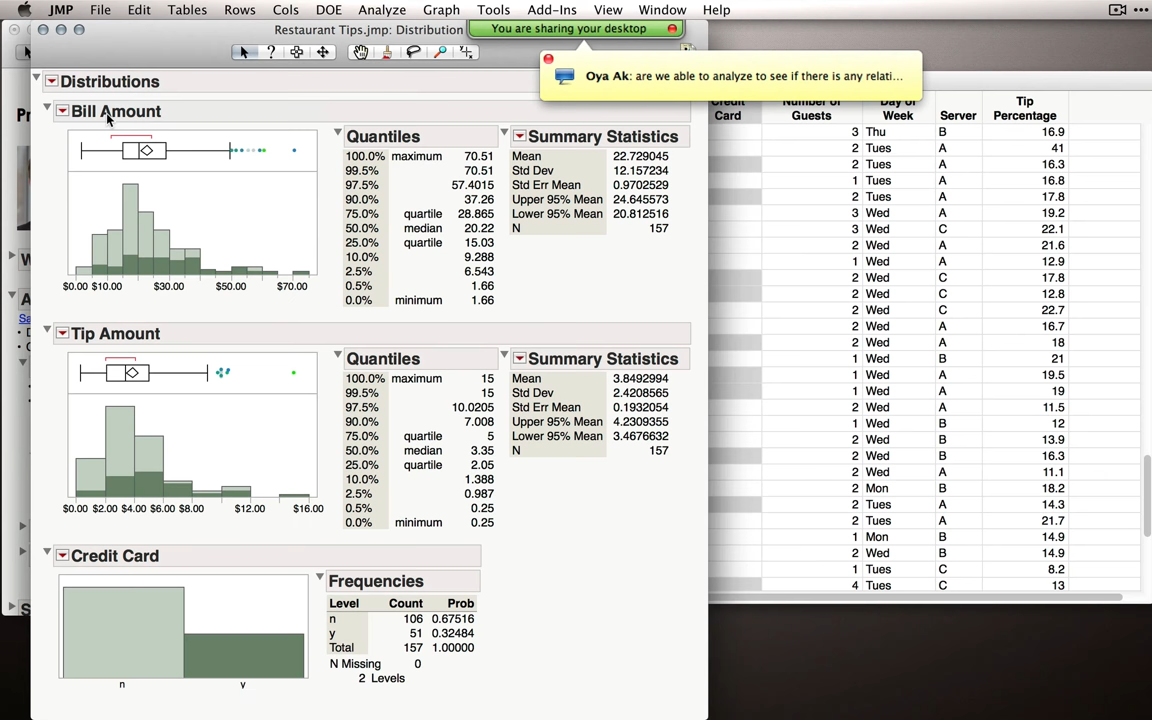 JMP File Edit Tables Rows Cols DOE Analyze Graph Tools Add-Ins View Window Help
Restaurant Tips.jmp: Distribution
You are sharing your desktop
Oya Ak: are we able to analyze to see if there is any relati...
Distributions
Bill Amount
Quantiles
100.0% maximum 70.51
99.5% 70.51
97.5% 57.4015
90.0% 37.26
75.0% quartile 28.865
50.0% median 20.22
25.0% quartile 15.03
10.0% 9.288
2.5% 6.543
0.5% 1.66
0.0% minimum 1.66
Summary Statistics
Mean 22.729045
Std Dev 12.157234
Std Err Mean 0.9702529
Upper 95% Mean 24.645573
Lower 95% Mean 20.812516
N 157
$0.00 $10.00 $30.00 $50.00 $70.00
Tip Amount
Quantiles
100.0% maximum 15
99.5% 15
97.5% 10.0205
90.0% 7.008
75.0% quartile 5
50.0% median 3.35
25.0% quartile 2.05
10.0% 1.388
2.5% 0.987
0.5% 0.25
0.0% minimum 0.25
Summary Statistics
Mean 3.8492994
Std Dev 2.4208565
Std Err Mean 0.1932054
Upper 95% Mean 4.2309355
Lower 95% Mean 3.4676632
N 157
$0.00 $2.00 $4.00 $6.00 $8.00 $12.00 $16.00
Credit Card
n y
Frequencies
Level Count Prob
n 106 0.67516
y 51 0.32484
Total 157 1.00000
N Missing 0
2 Levels
Credit Card
Number of Guests
Day of Week
Server
Tip Percentage
3 Thu B 16.9
2 Tues A 41
2 Tues A 16.3
1 Tues A 16.8
2 Tues A 17.8
3 Wed A 19.2
3 Wed C 22.1
2 Wed A 21.6
1 Wed A 12.9
2 Wed C 17.8
2 Wed C 12.8
2 Wed C 22.7
2 Wed A 16.7
2 Wed A 18
1 Wed B 21
1 Wed A 19.5
1 Wed A 19
2 Wed A 11.5
1 Wed B 12
2 Wed B 13.9
2 Wed B 16.3
2 Wed A 11.1
2 Mon B 18.2
2 Tues A 14.3
2 Tues A 21.7
1 Mon B 14.9
2 Wed B 14.9
1 Tues C 8.2
4 Tues C 13